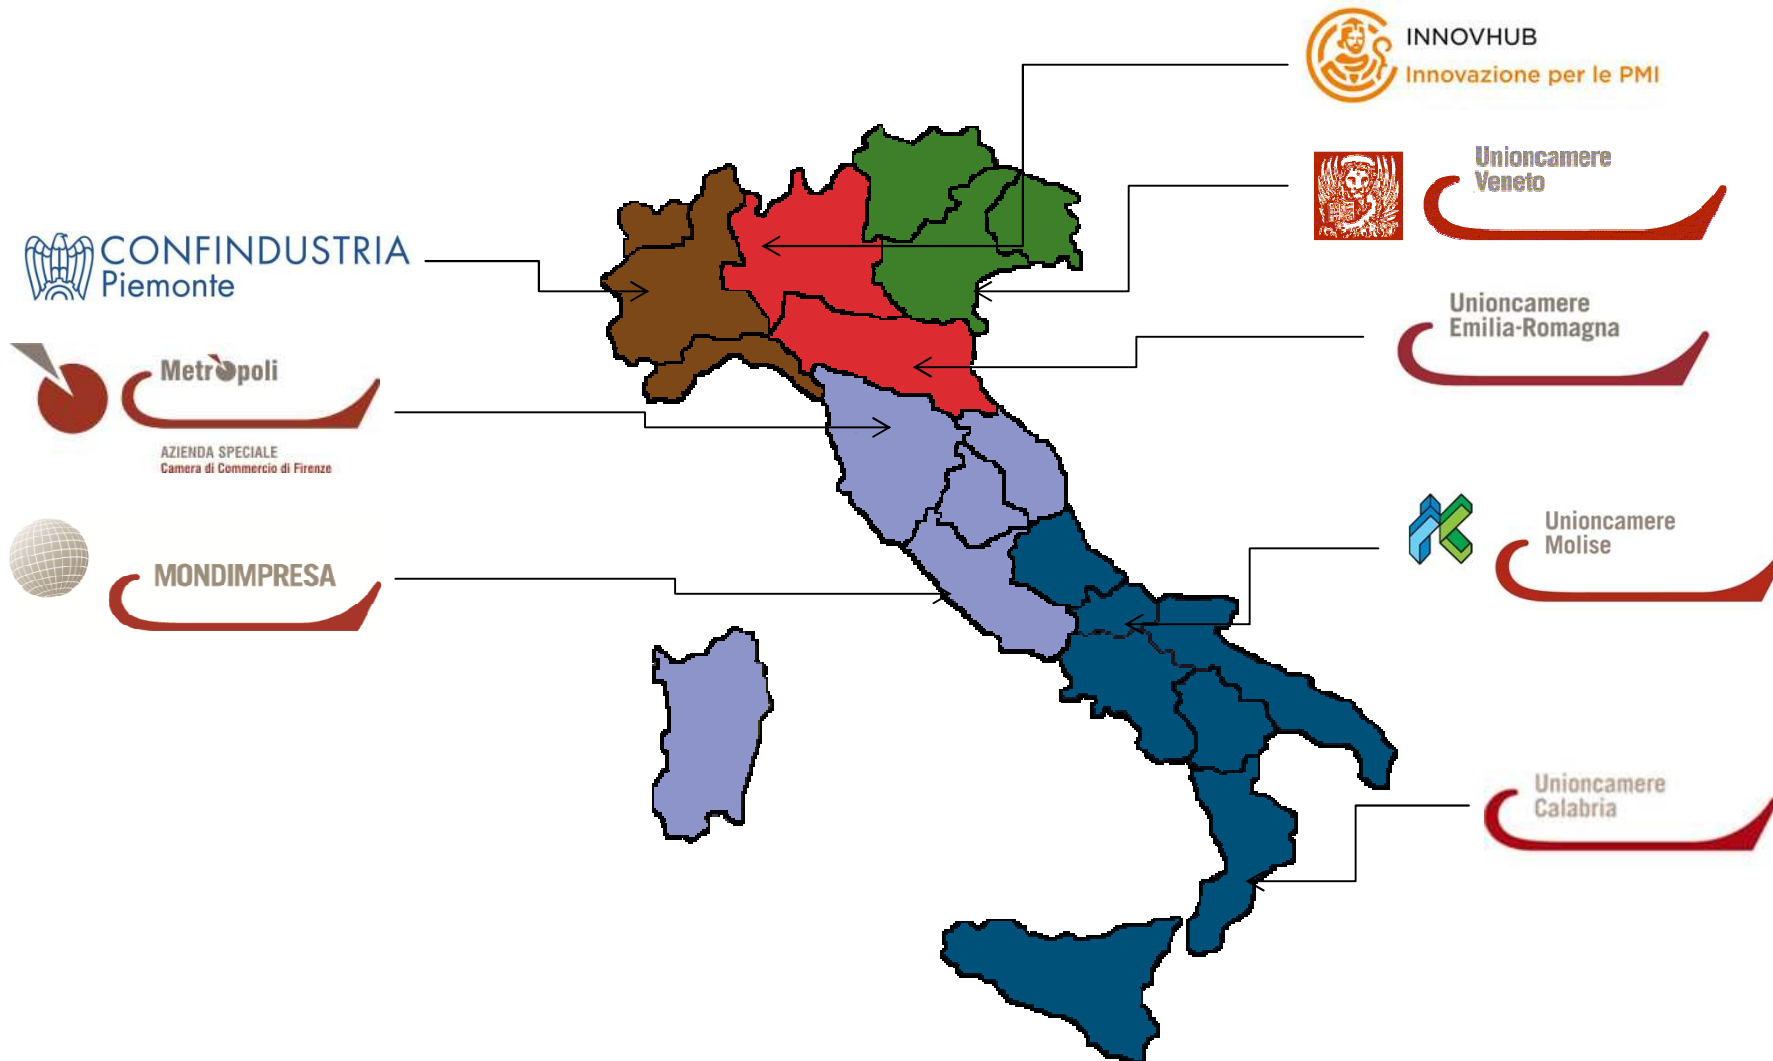 INNOVHUB
Innovazione per le PMI
Unioncamere
Veneto
CONFINDUSTRIA
Piemonte
Unioncamere
Emilia-Romagna
Metropoli
AZIENDA SPECIALE
Camera di Commercio di Firenze
Unioncamere
Molise
MONDIMPRESA
Unioncamere
Calabria